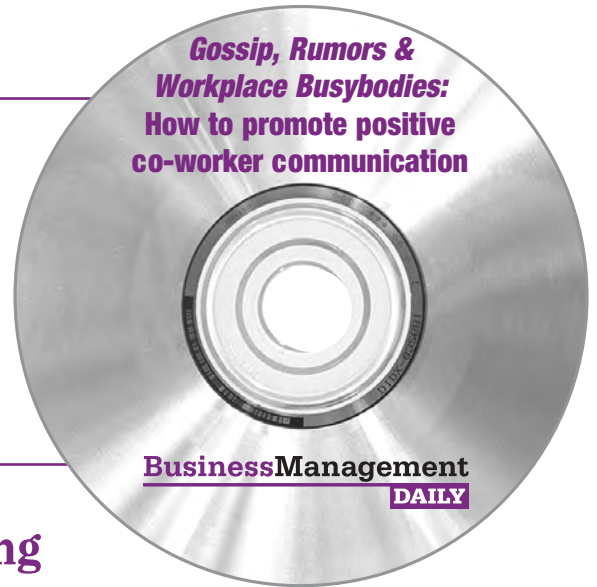 Gossip, Rumors &
Workplace Busybodies:
How to promote positive
co-worker communication
BusinessManagement
DAILY
ng